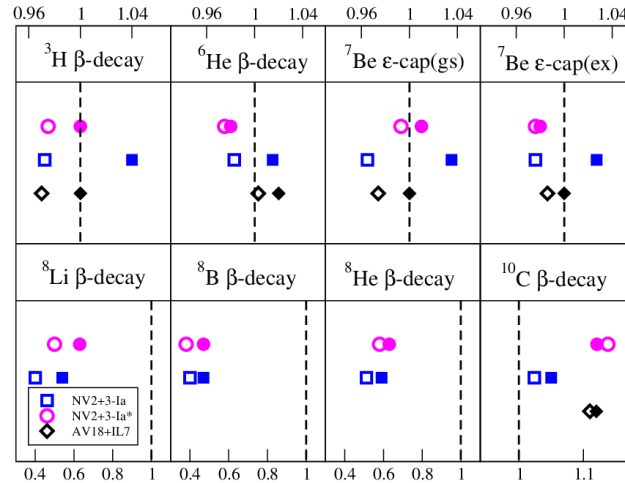 0.96 1 1.04 0.96 1 1.04 0.96 1 1.04 0.96 1 1.04
³H β-decay ⁶He β-decay ⁷Be ε-cap(gs) ⁷Be ε-cap(ex)
⁸Li β-decay ⁸B β-decay ⁸He β-decay ¹⁰C β-decay
NV2+3-Ia
NV2+3-Ia*
AV18+IL7
0.4 0.6 0.8 1 0.4 0.6 0.8 1 0.4 0.6 0.8 1 1 1.1